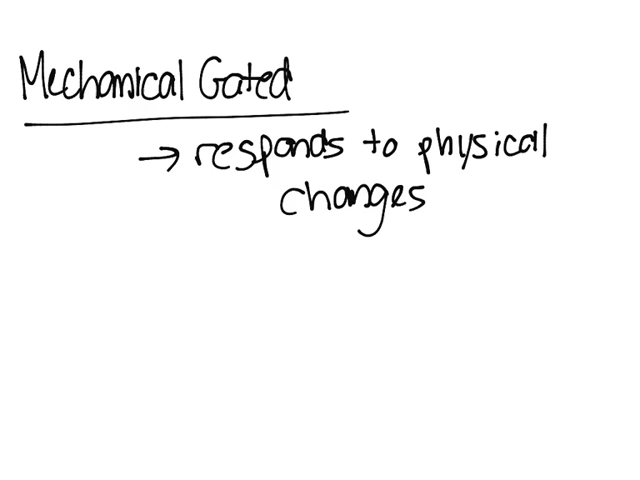 Mechanical Gated
→ responds to physical
changes